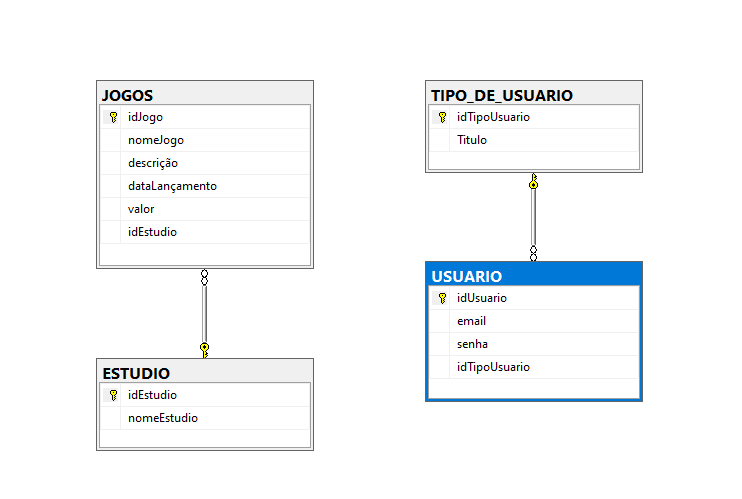 JOGOS
idJogo
nomeJogo
descrição
dataLançamento
valor
idEstudio
ESTUDIO
idEstudio
nomeEstudio
TIPO_DE_USUARIO
idTipoUsuario
Titulo
USUARIO
idUsuario
email
senha
idTipoUsuario